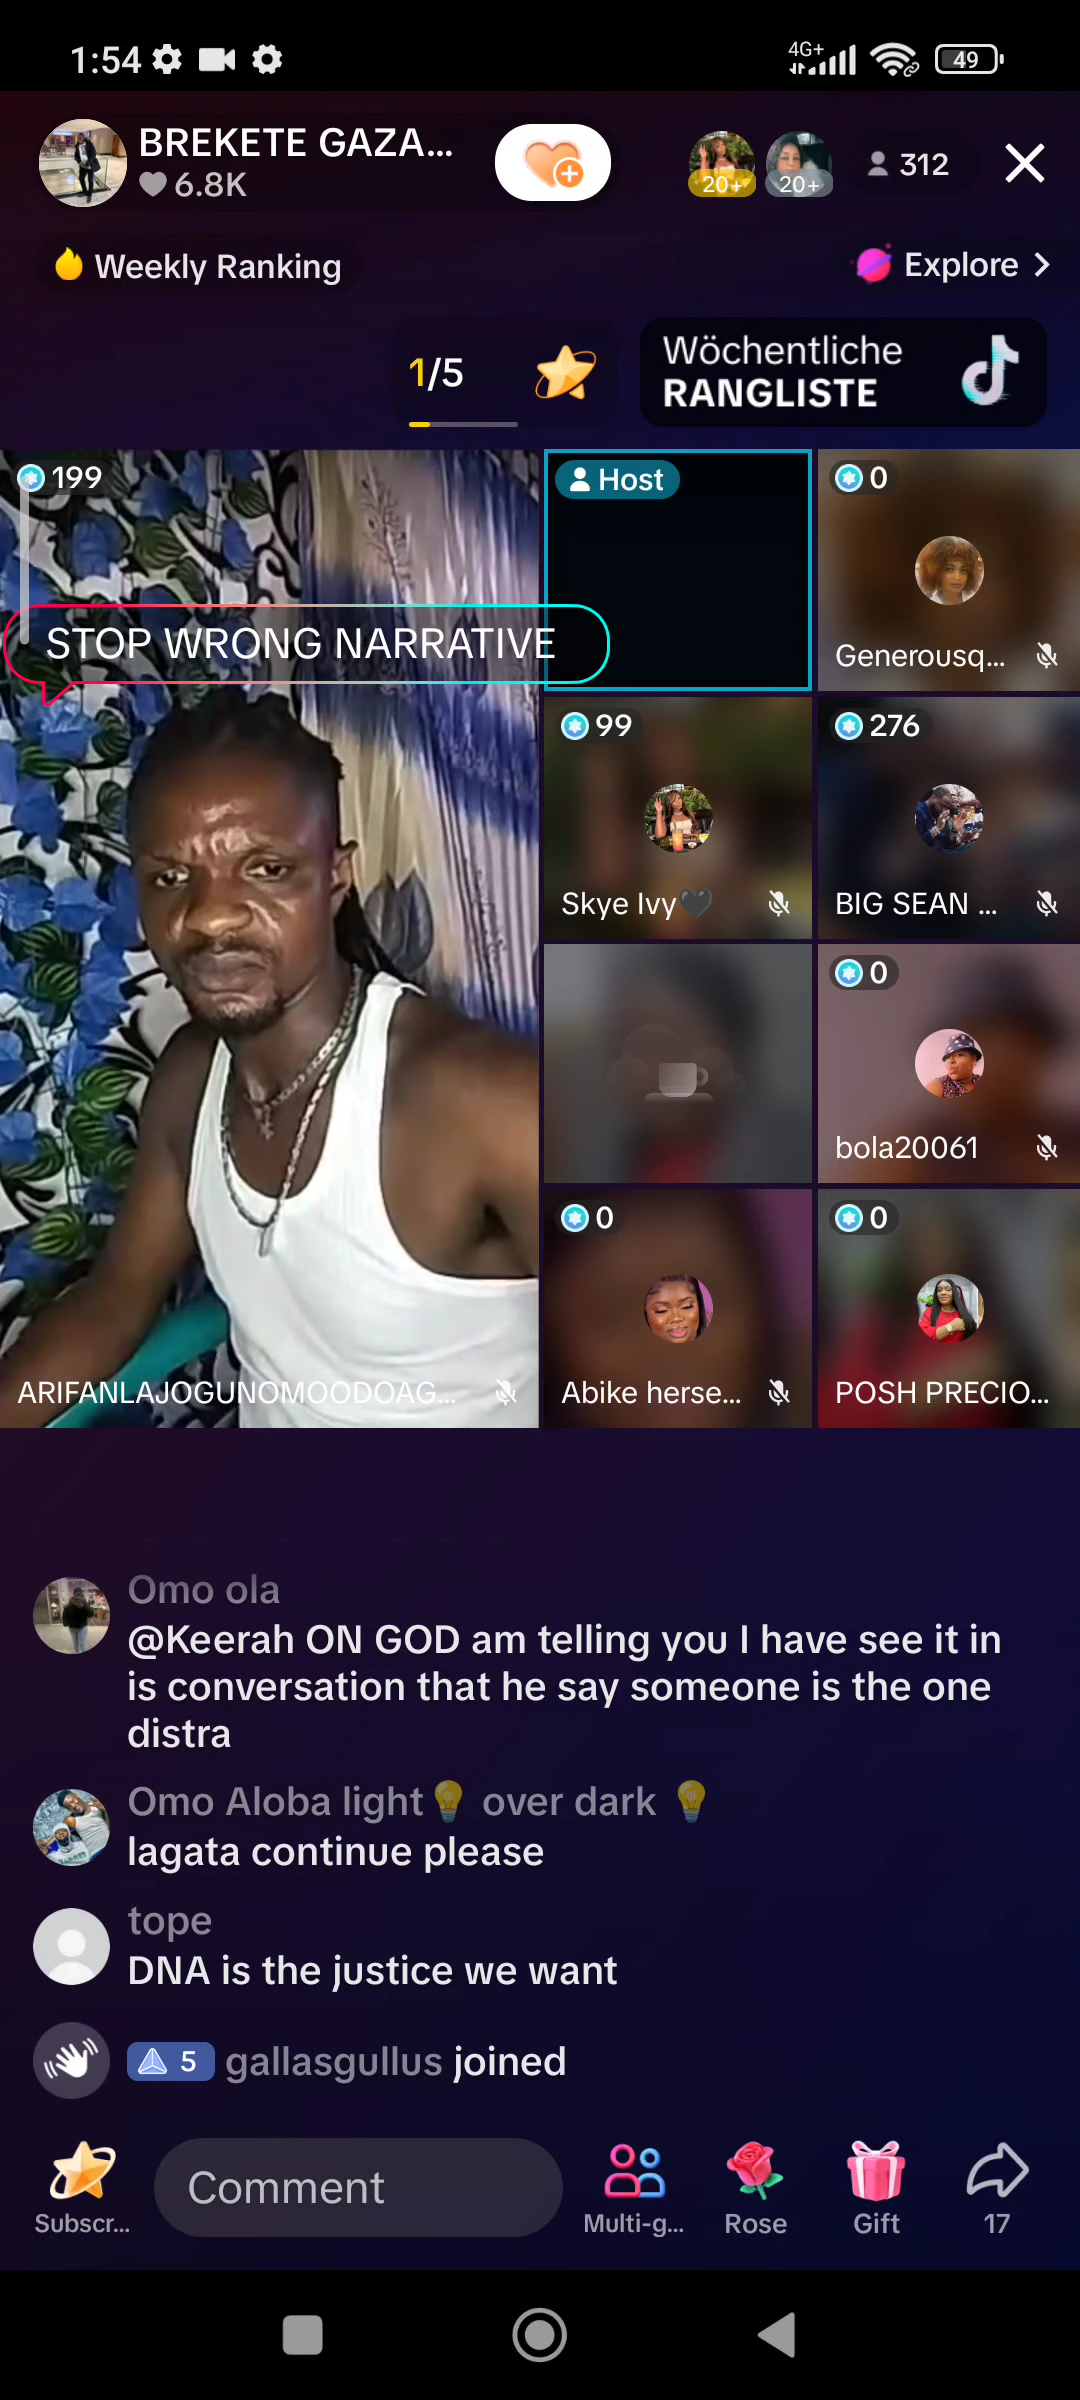 1:54
4G+
49
BREKETE GAZA...
6.8K
20+
20+
312
Weekly Ranking
Explore
1/5
Wöchentliche
RANGLISTE
199
Host
0
STOP WRONG NARRATIVE
Generousq...
99
276
Skye Ivy🖤
BIG SEAN ...
0
bola20061
0
0
ARIFANLAJOGUNOMOODOAG...
Abike herse...
POSH PRECIO...
Omo ola
@Keerah ON GOD am telling you I have see it in
is conversation that he say someone is the one
distra
Omo Aloba light💡 over dark 💡
lagata continue please
tope
DNA is the justice we want
5 gallasgullus joined
Comment
Subscr...
Multi-g...
Rose
Gift
17